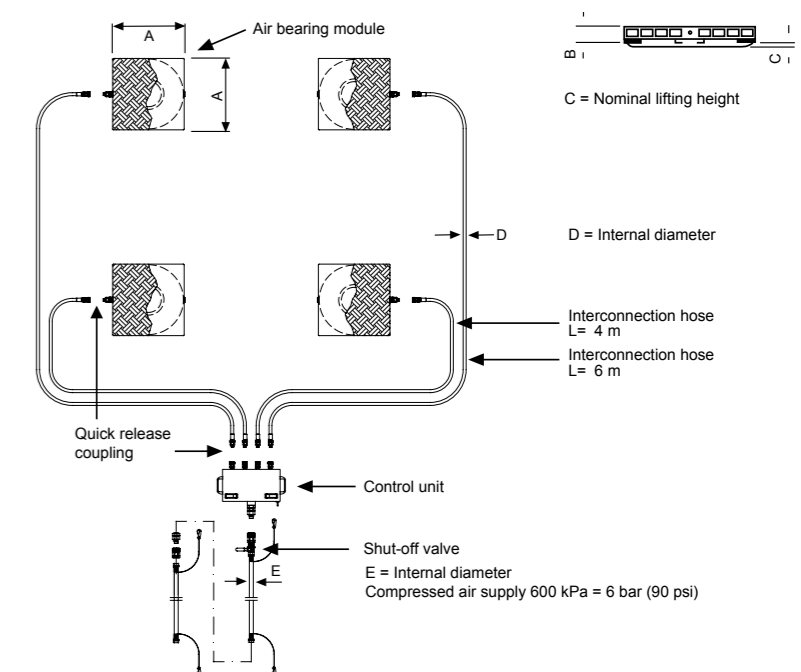 A
Air bearing module
A
B
C
C = Nominal lifting height
D
D = Internal diameter
Interconnection hose
L= 4 m
Interconnection hose
L= 6 m
Quick release
coupling
Control unit
Shut-off valve
E
E = Internal diameter
Compressed air supply 600 kPa = 6 bar (90 psi)